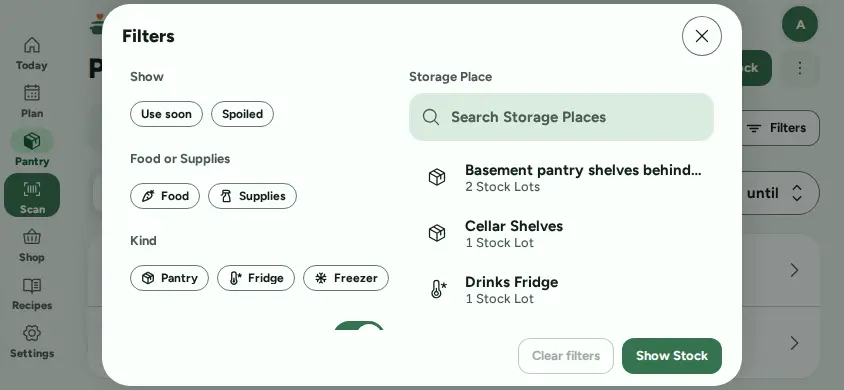 Today
Plan
Pantry
Scan
Shop
Recipes
Settings
P
A
ock
Filters
until
Filters
Show
Use soon
Spoiled
Food or Supplies
Food
Supplies
Kind
Pantry
Fridge
Freezer
Storage Place
Search Storage Places
Basement pantry shelves behind...
2 Stock Lots
Cellar Shelves
1 Stock Lot
Drinks Fridge
1 Stock Lot
Clear filters
Show Stock